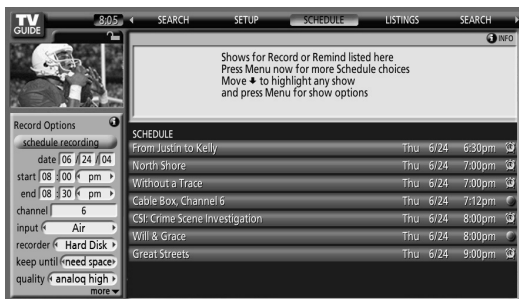 TV
GUIDE
8:05
SEARCH SETUP SCHEDULE LISTINGS SEARCH
INFO
Shows for Record or Remind listed here
Press Menu now for more Schedule choices
Move to highlight any show
and press Menu for show options
Record Options
schedule recording
date 06 / 24 / 04
start 08 : 00 pm
end 08 : 30 pm
channel 6
input Air
recorder Hard Disk
keep until need space
quality analog high
more
SCHEDULE
From Justin to Kelly Thu 6/24 6:30pm
North Shore Thu 6/24 7:00pm
Without a Trace Thu 6/24 7:00pm
Cable Box, Channel 6 Thu 6/24 7:12pm
CSI: Crime Scene Investigation Thu 6/24 8:00pm
Will & Grace Thu 6/24 8:00pm
Great Streets Thu 6/24 9:00pm